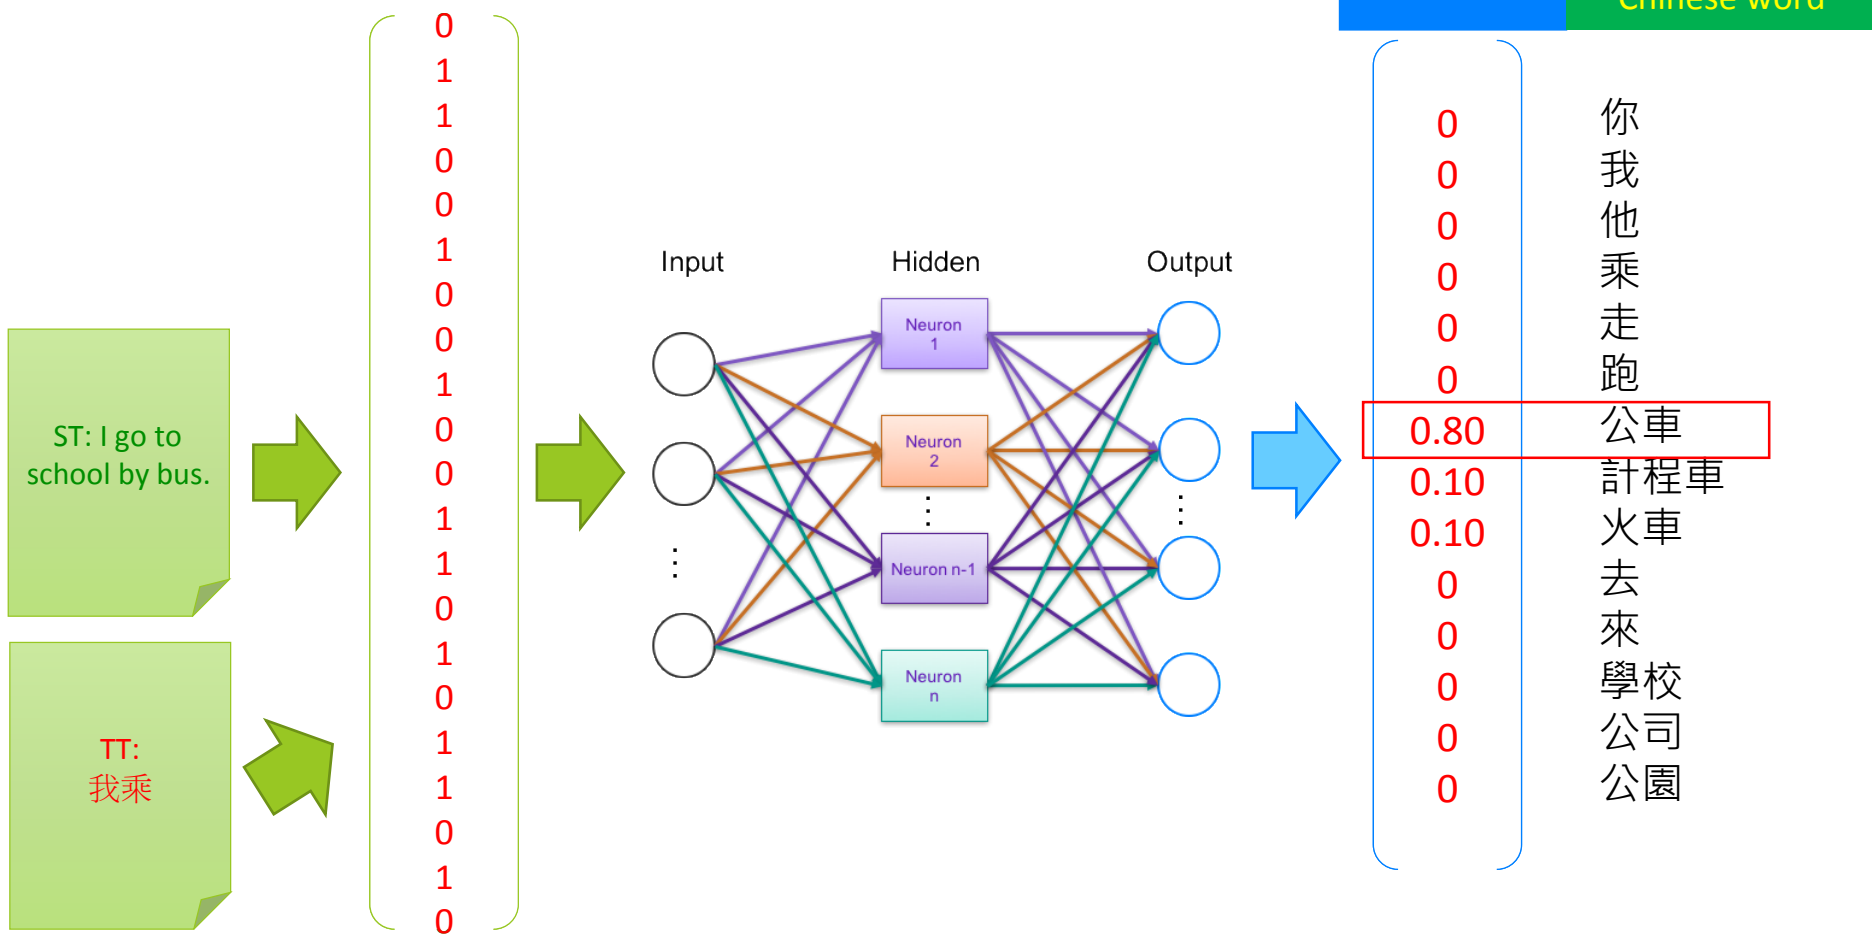 Chinese word
ST: I go to
school by bus.
TT:
我乘
0
1
1
0
0
1
0
0
1
0
0
1
1
0
1
0
1
1
0
1
0
Input
Hidden
Output
Neuron
1
Neuron
2
⋮
Neuron n-1
Neuron
n
⋮
⋮
0 你
0 我
0 他
0 乘
0 走
0 跑
0.80 公車
0.10 計程車
0.10 火車
0 去
0 來
0 學校
0 公司
0 公園